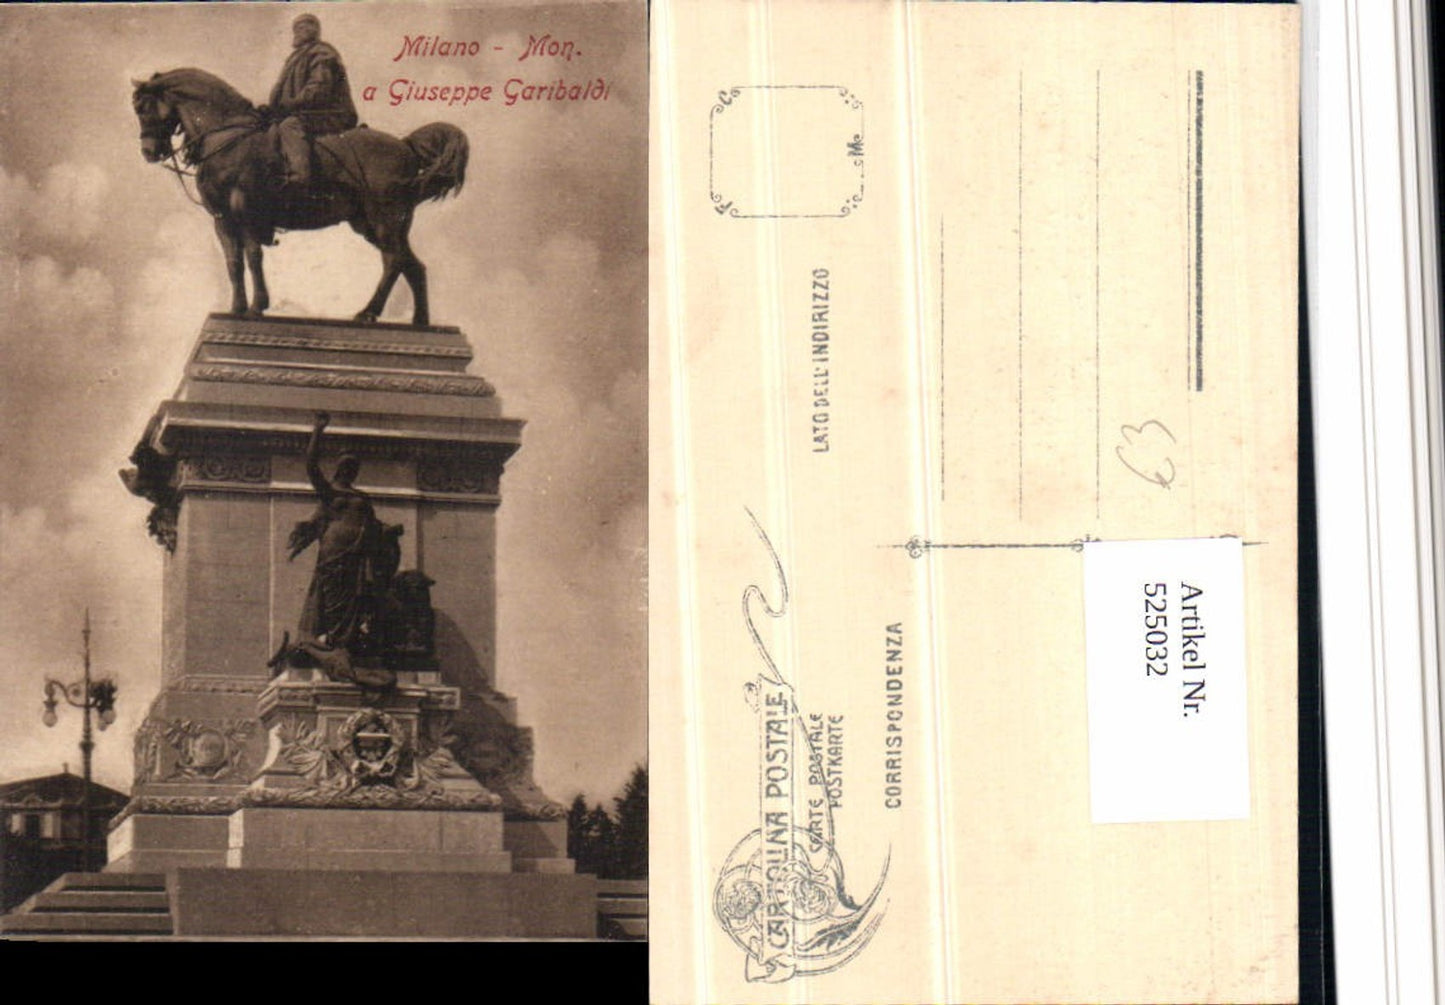 Milano - Mon.
a Giuseppe Garibaldi
C
M
F
LATO DELL'INDIRIZZO
CARTOLINA POSTALE
CARTE POSTALE
POSTKARTE
CORRISPONDENZA
Artikel Nr.
525032